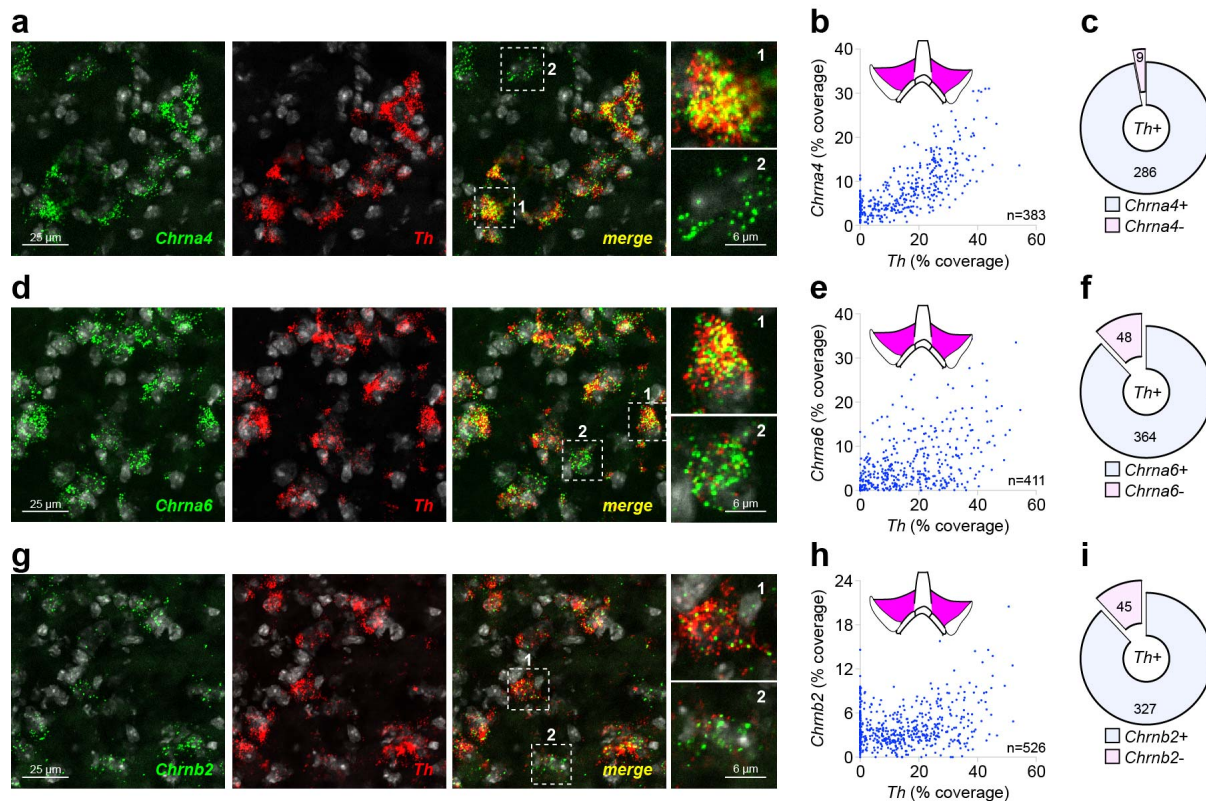 a
2
1
1
2
25 µm
Chrna4
Th
merge
6 µm
b
40
30
20
10
0
Chrna4 (% coverage)
n=383
0 20 40 60
Th (% coverage)
c
9
Th+
286
Chrna4+
Chrna4-
d
1
2
1
2
25 µm
Chrna6
Th
merge
6 µm
e
40
30
20
10
0
Chrna6 (% coverage)
n=411
0 20 40 60
Th (% coverage)
f
48
Th+
364
Chrna6+
Chrna6-
g
1
2
1
2
25 µm
Chrnb2
Th
merge
6 µm
h
24
18
12
6
0
Chrnb2 (% coverage)
n=526
0 20 40 60
Th (% coverage)
i
45
Th+
327
Chrnb2+
Chrnb2-